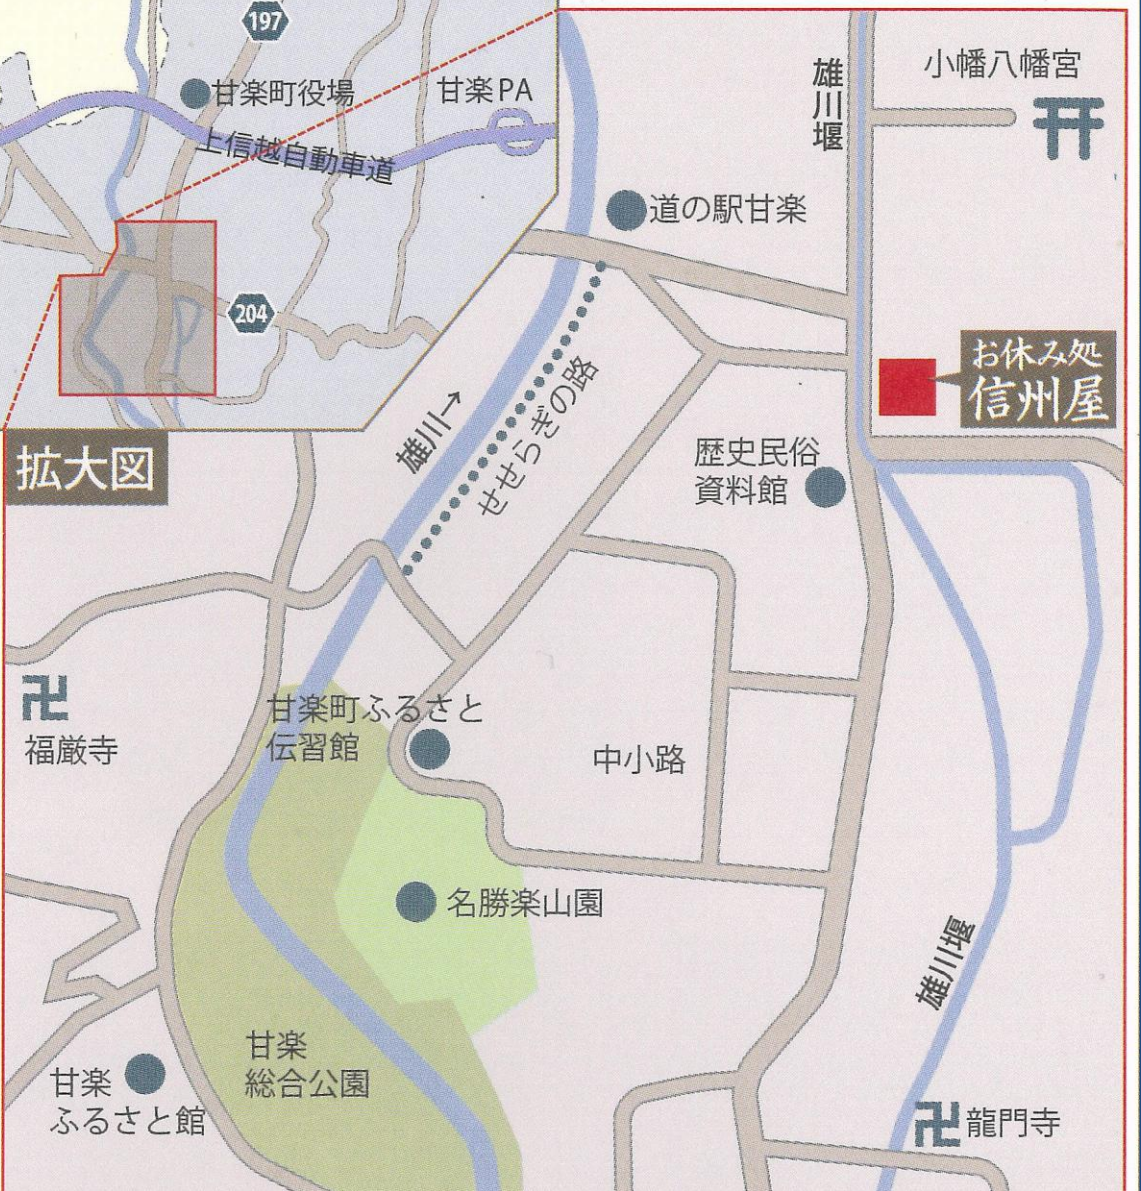 197
甘楽町役場
甘楽PA
上信越自動車道
204
拡大図
雄川堰
小幡八幡宮
道の駅甘楽
お休み処
信州屋
雄川→
せせらぎの路
歴史民俗
資料館
福厳寺
甘楽町ふるさと
伝習館
中小路
名勝楽山園
雄川堰
甘楽
総合公園
甘楽
ふるさと館
龍門寺